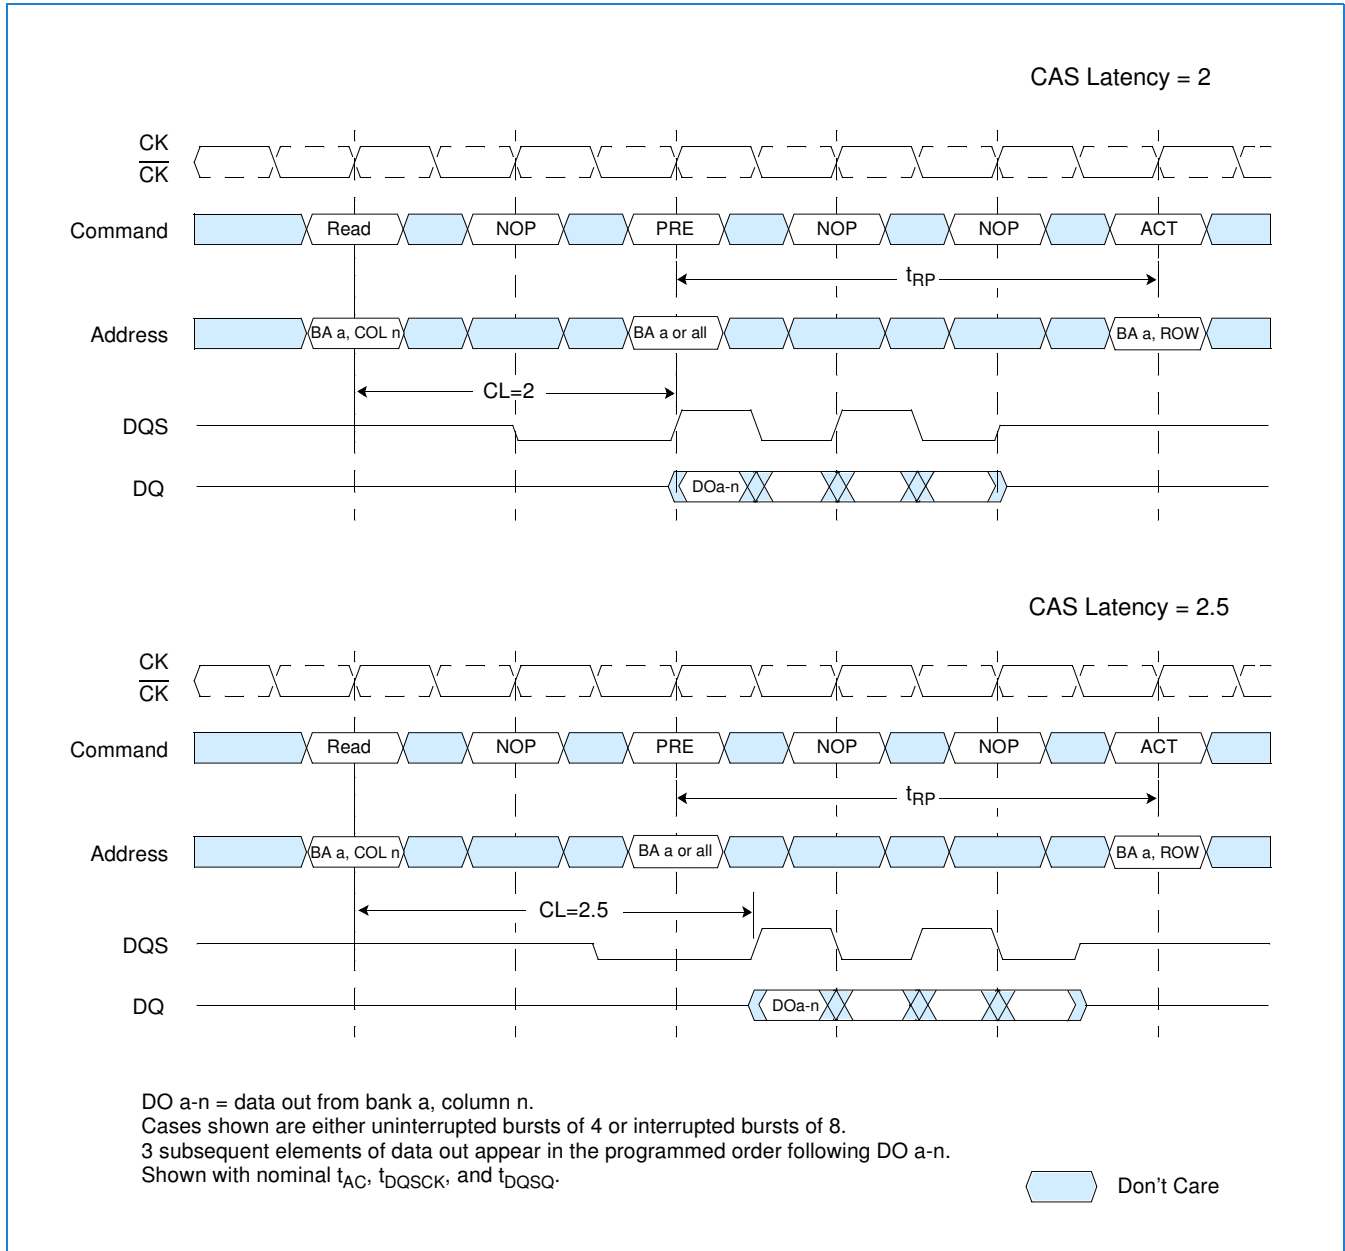 CAS Latency = 2
CK
CK
Command Read NOP PRE NOP NOP ACT
tRP
Address BA a, COL n BA a or all BA a, ROW
CL=2
DQS
DQ DOa-n
CAS Latency = 2.5
CK
CK
Command Read NOP PRE NOP NOP ACT
tRP
Address BA a, COL n BA a or all BA a, ROW
CL=2.5
DQS
DQ DOa-n
DO a-n = data out from bank a, column n.
Cases shown are either uninterrupted bursts of 4 or interrupted bursts of 8.
3 subsequent elements of data out appear in the programmed order following DO a-n.
Shown with nominal tAC, tDQSCK, and tDQSQ.
Don't Care